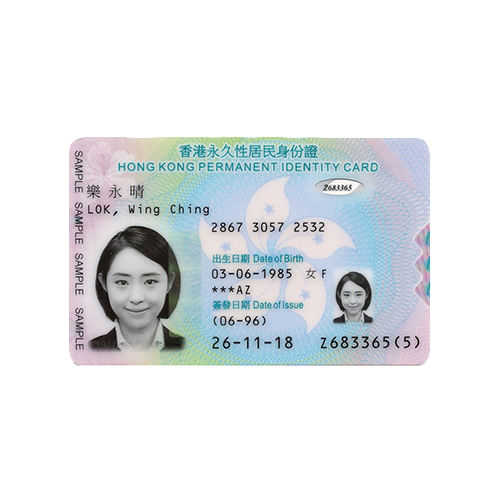 香港永久性居民身份證
HONG KONG PERMANENT IDENTITY CARD
SAMPLE SAMPLE SAMPLE SAMPLE
Z683365
樂永晴
LOK, Wing Ching
2867 3057 2532
出生日期 Date of Birth
03-06-1985 女 F
***AZ
簽發日期 Date of Issue
(06-96)
26-11-18
Z683365(5)